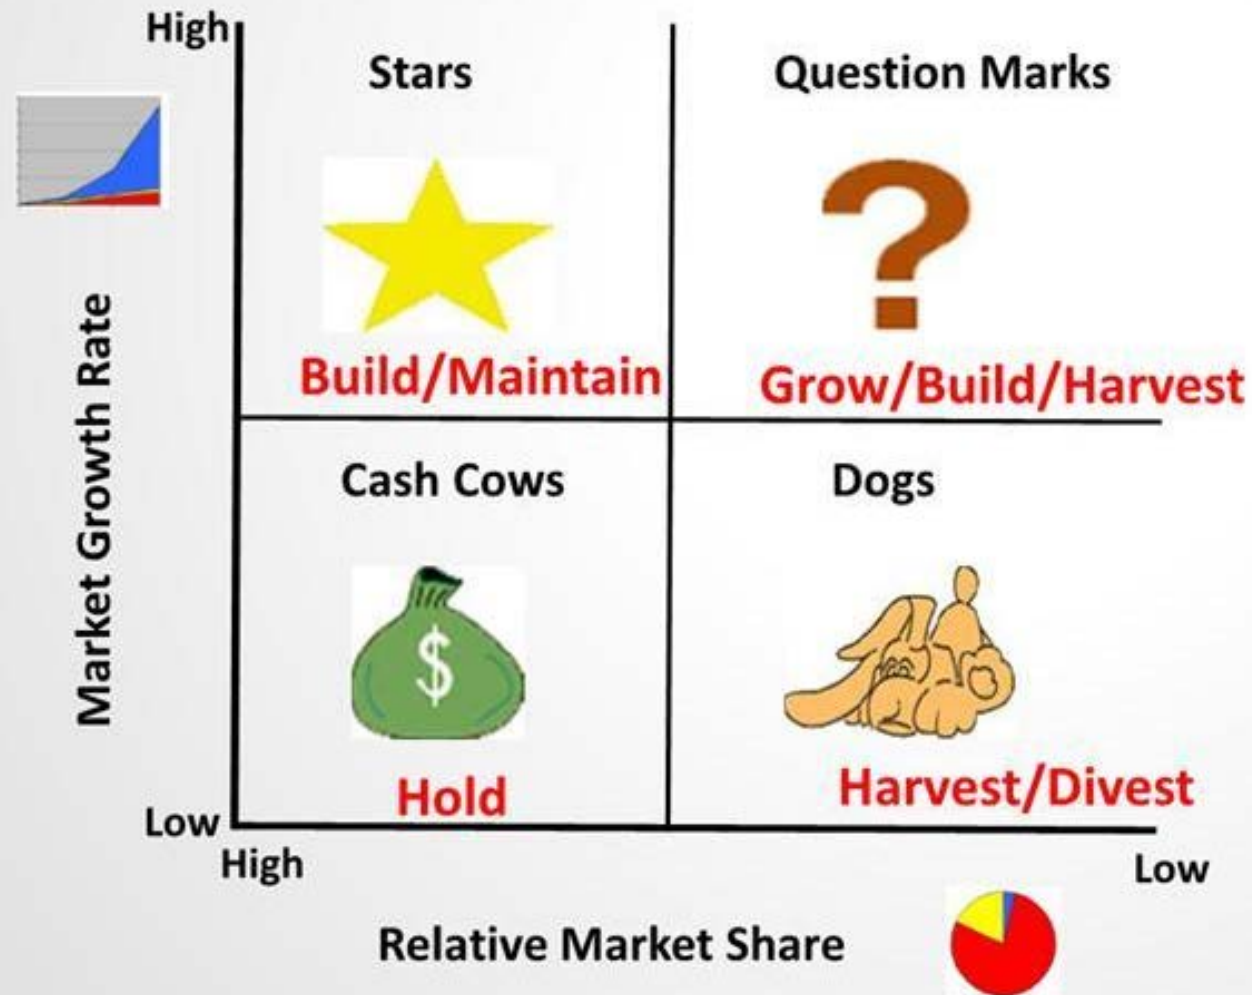 High
Stars
Question Marks
Build/Maintain
Grow/Build/Harvest
Market Growth Rate
Cash Cows
Dogs
$
Hold
Harvest/Divest
Low
High
Low
Relative Market Share